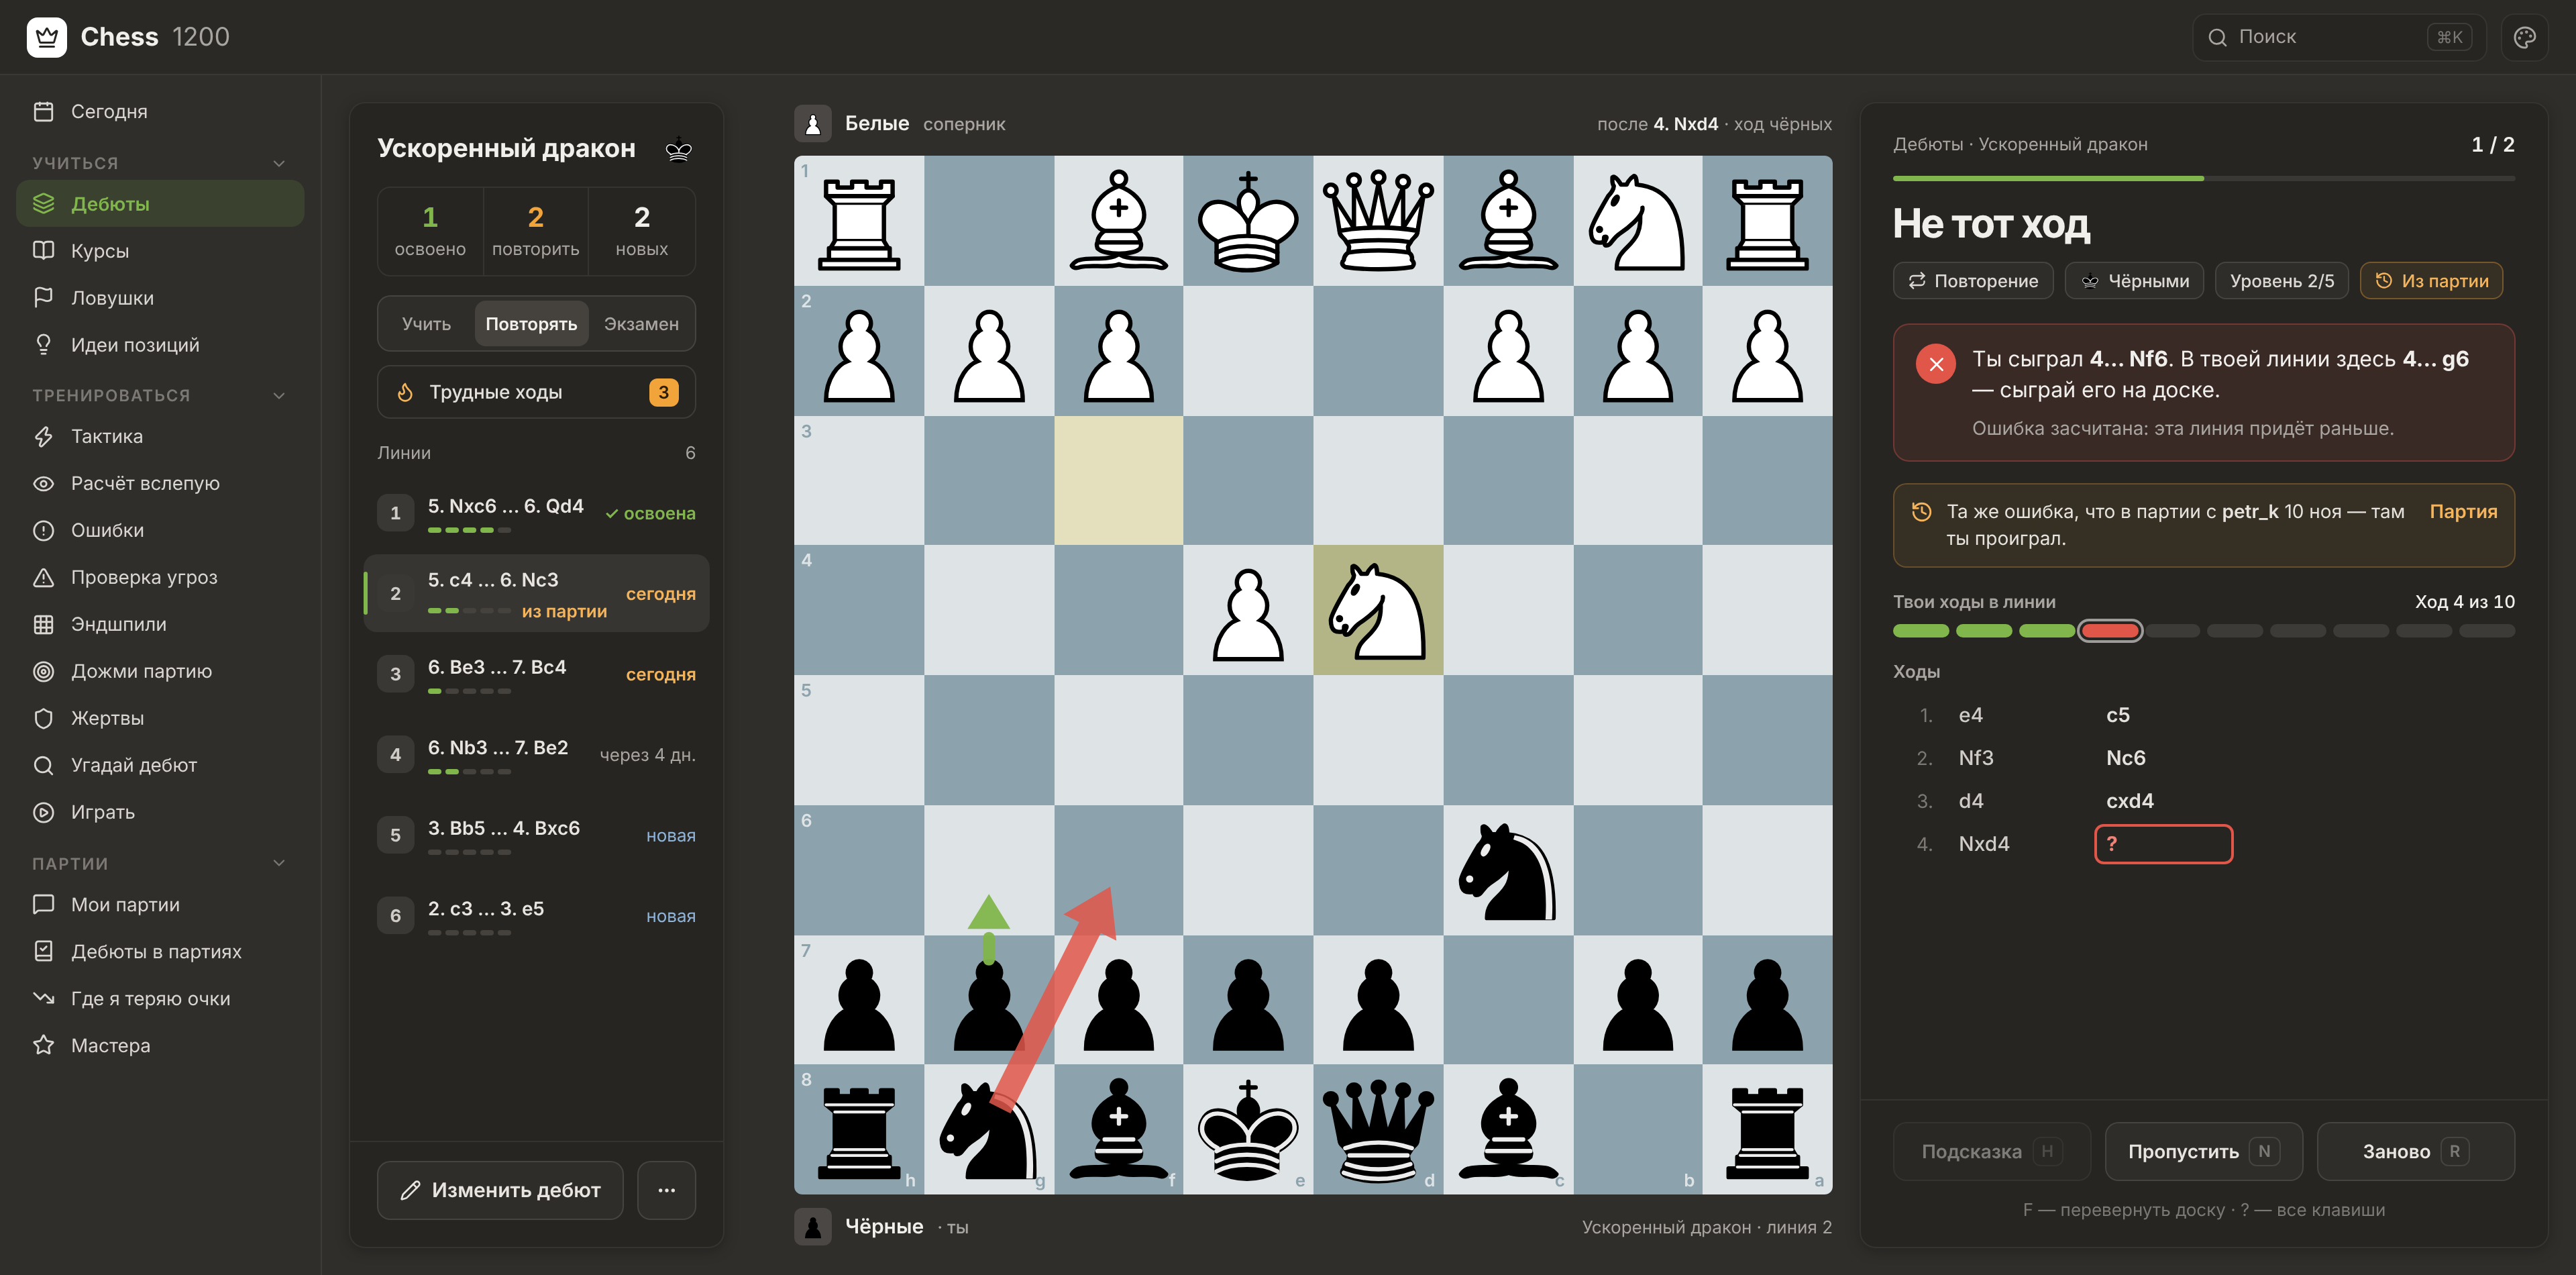 Chess 1200
Поиск ⌘K
Сегодня
УЧИТЬСЯ
Дебюты
Курсы
Ловушки
Идеи позиций
ТРЕНИРОВАТЬСЯ
Тактика
Расчёт вслепую
Ошибки
Проверка угроз
Эндшпили
Дожми партию
Жертвы
Угадай дебют
Играть
ПАРТИИ
Мои партии
Дебюты в партиях
Где я теряю очки
Мастера
Ускоренный дракон
1 2 2
освоено повторить новых
Учить Повторять Экзамен
Трудные ходы 3
Линии 6
1 5. Nxc6 ... 6. Qd4 освоена
2 5. c4 ... 6. Nc3 сегодня
из партии
3 6. Be3 ... 7. Bc4 сегодня
4 6. Nb3 ... 7. Be2 через 4 дн.
5 3. Bb5 ... 4. Bxc6 новая
6 2. c3 ... 3. e5 новая
Изменить дебют ...
Белые соперник после 4. Nxd4 · ход чёрных
1
2
3
4
5
6
7
8
h g f e d c b a
Чёрные · ты Ускоренный дракон · линия 2
Дебюты · Ускоренный дракон 1 / 2
Не тот ход
Повторение Чёрными Уровень 2/5 Из партии
Ты сыграл 4... Nf6. В твоей линии здесь 4... g6
— сыграй его на доске.
Ошибка засчитана: эта линия придёт раньше.
Та же ошибка, что в партии с petr_k 10 ноя — там Партия
ты проиграл.
Твои ходы в линии Ход 4 из 10
Ходы
1. e4 c5
2. Nf3 Nc6
3. d4 cxd4
4. Nxd4 ?
Подсказка H Пропустить N Заново R
F — перевернуть доску · ? — все клавиши